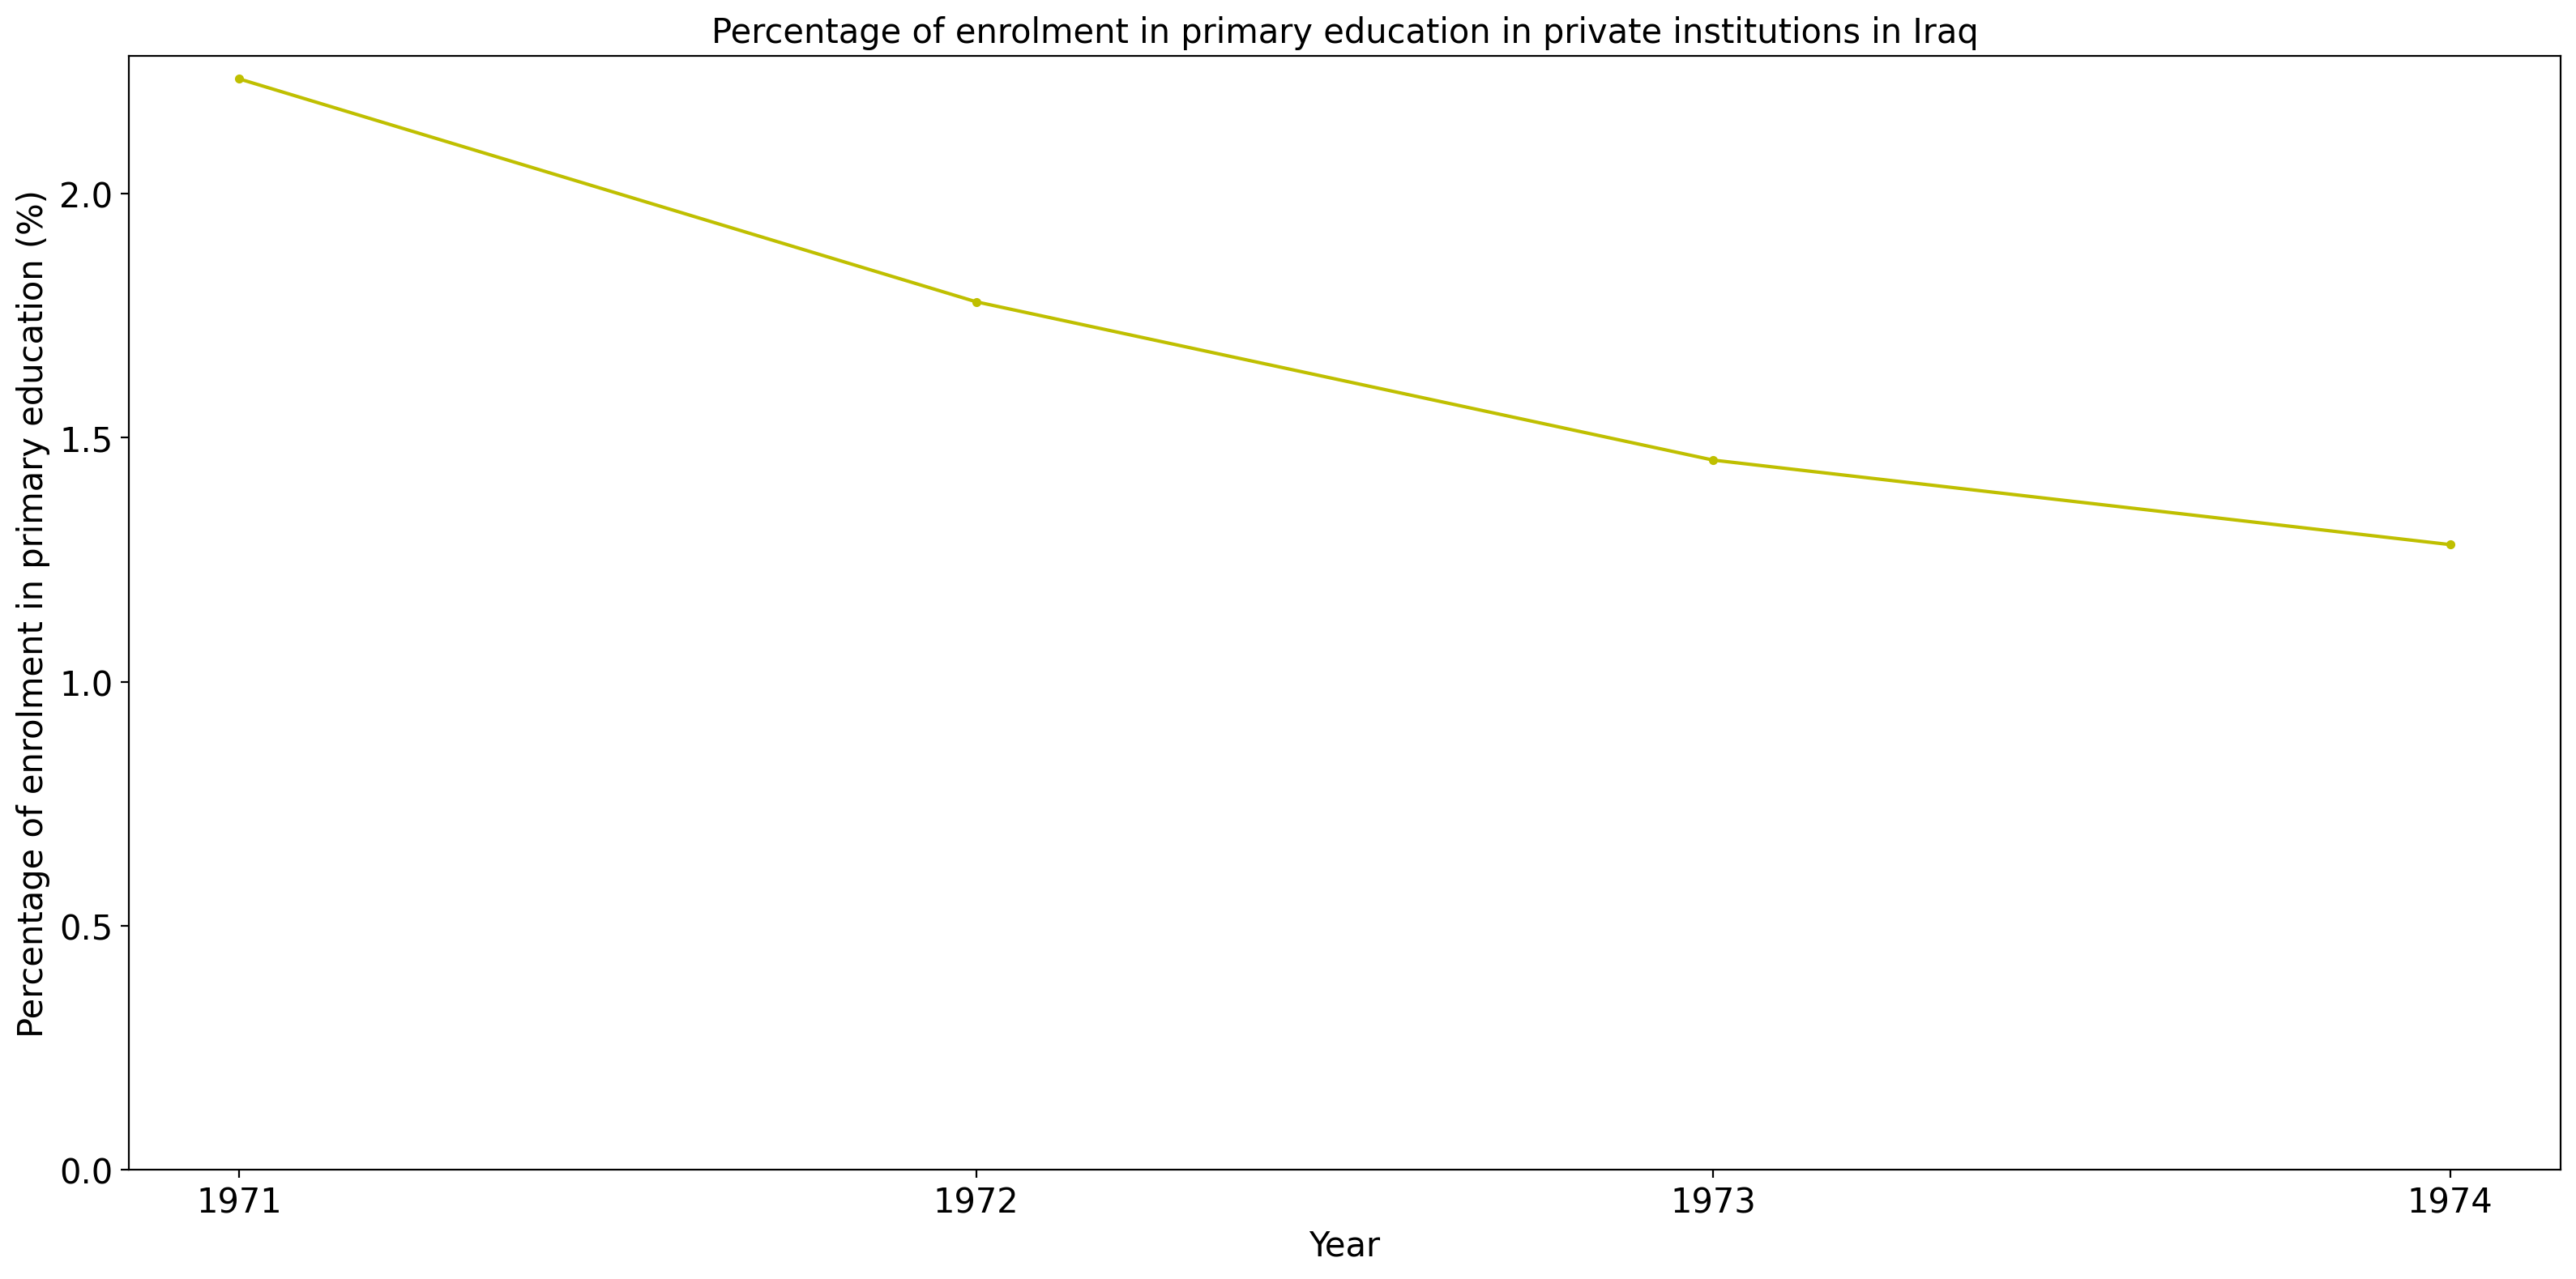 Percentage of enrolment in primary education in private institutions in Iraq
Percentage of enrolment in primary education (%)
2.0
1.5
1.0
0.5
0.0
1971 1972 1973 1974
Year